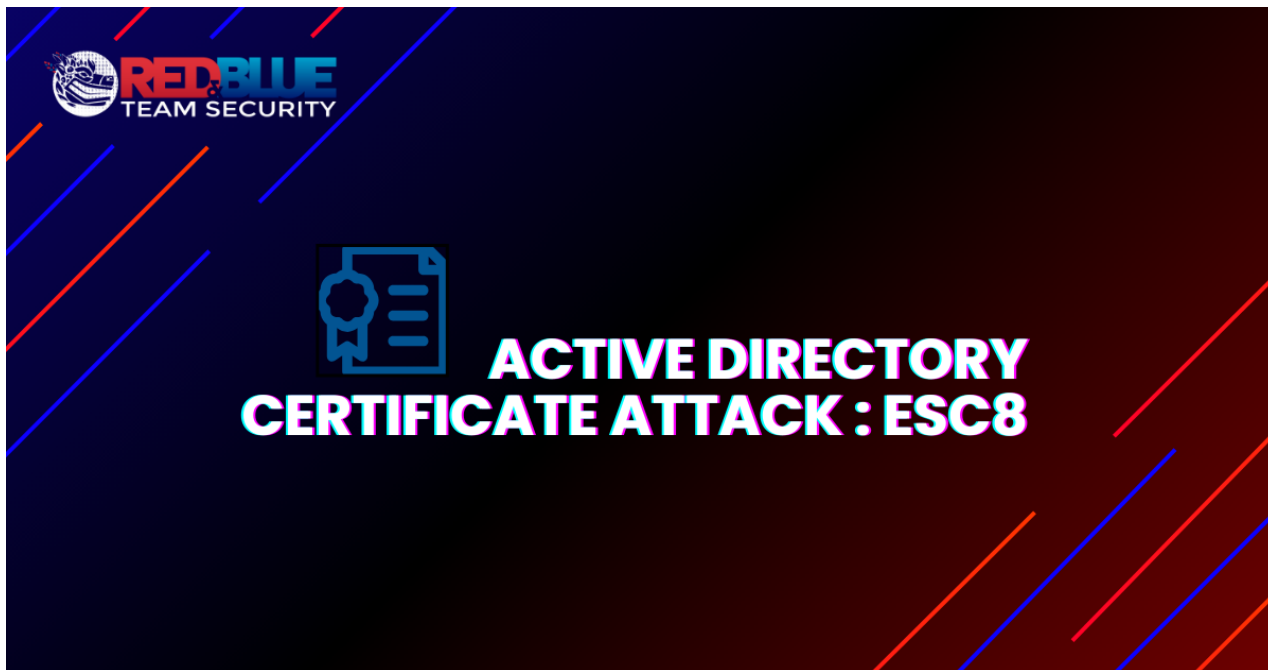 RED&BLUE
TEAM SECURITY
ACTIVE DIRECTORY
CERTIFICATE ATTACK : ESC8